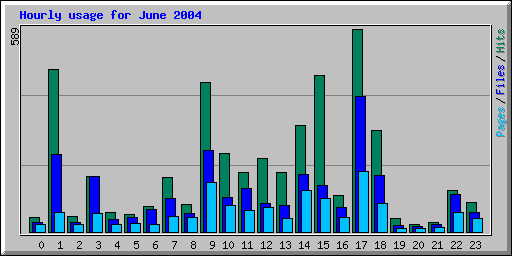 Hourly usage for June 2004
589
Pages / Files / Hits
0 1 2 3 4 5 6 7 8 9 10 11 12 13 14 15 16 17 18 19 20 21 22 23